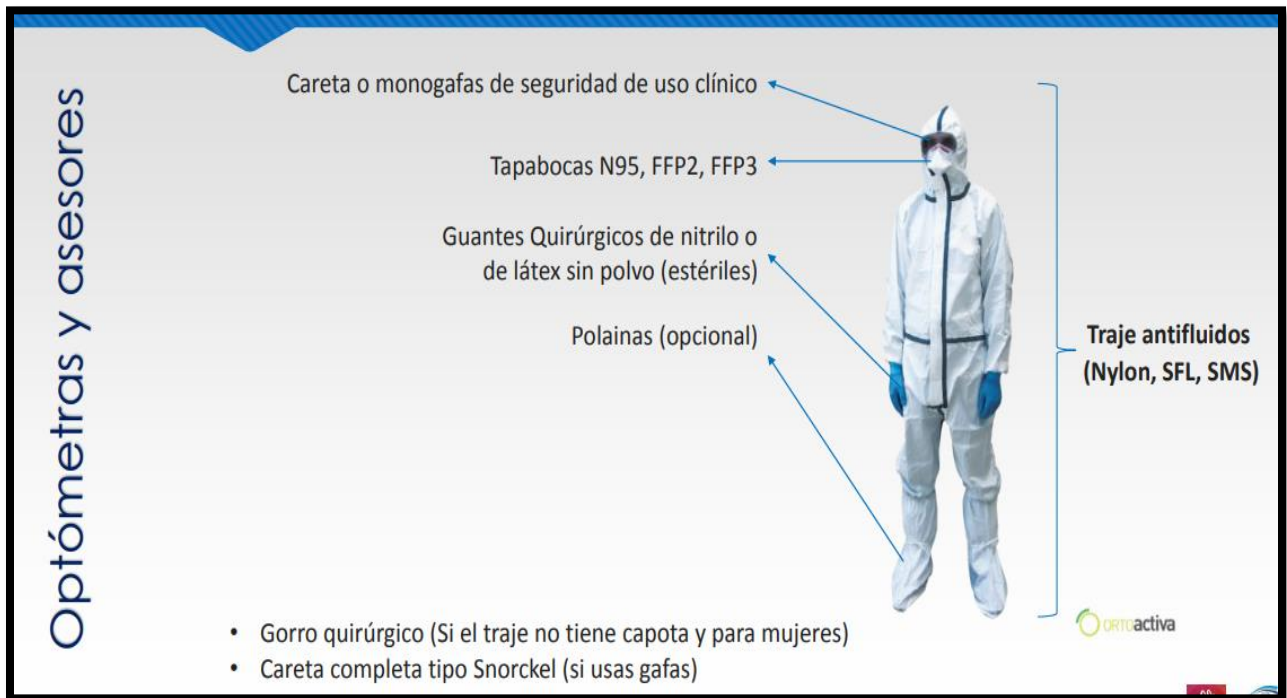 Optómetras y asesores
Careta o monogafas de seguridad de uso clínico
Tapabocas N95, FFP2, FFP3
Guantes Quirúrgicos de nitrilo o
de látex sin polvo (estériles)
Polainas (opcional)
Traje antifluidos
(Nylon, SFL, SMS)
ORTOactiva
• Gorro quirúrgico (Si el traje no tiene capota y para mujeres)
• Careta completa tipo Snorckel (si usas gafas)